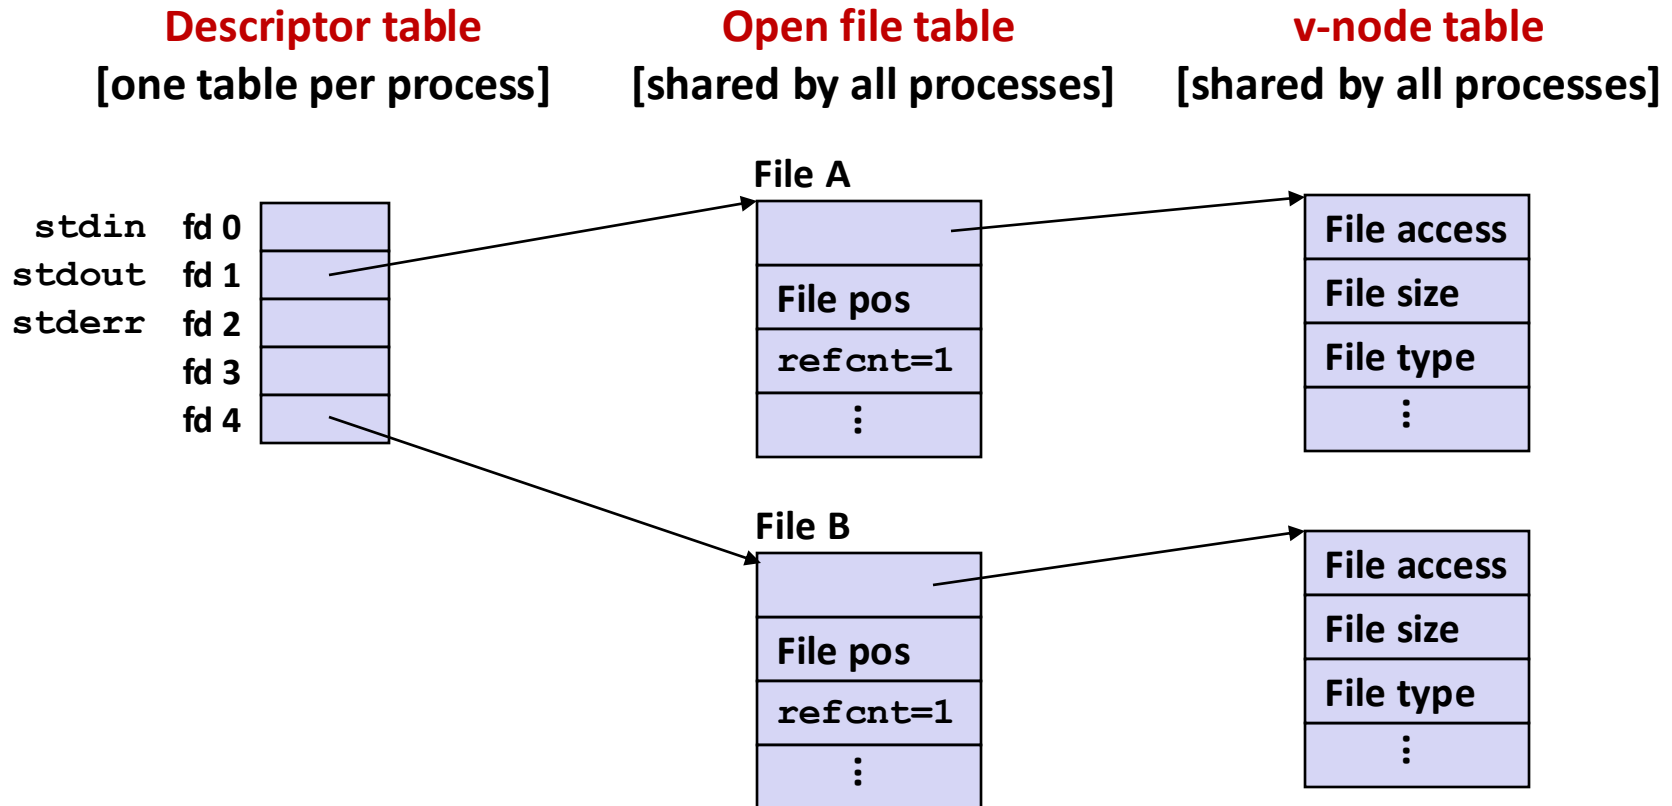 Descriptor table
[one table per process]
Open file table
[shared by all processes]
v-node table
[shared by all processes]
stdin fd 0
stdout fd 1
stderr fd 2
fd 3
fd 4
File A
File pos
refcnt=1
⋮
File access
File size
File type
⋮
File B
File pos
refcnt=1
⋮
File access
File size
File type
⋮